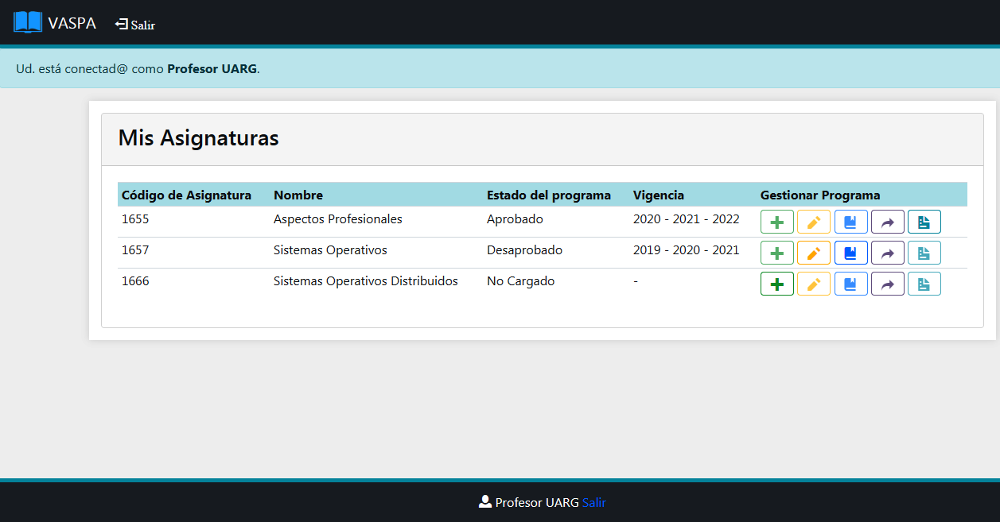 VASPA Salir
Ud. está conectad@ como Profesor UARG.
Mis Asignaturas
Código de Asignatura Nombre Estado del programa Vigencia Gestionar Programa
1655 Aspectos Profesionales Aprobado 2020 - 2021 - 2022
1657 Sistemas Operativos Desaprobado 2019 - 2020 - 2021
1666 Sistemas Operativos Distribuidos No Cargado -
Profesor UARG Salir